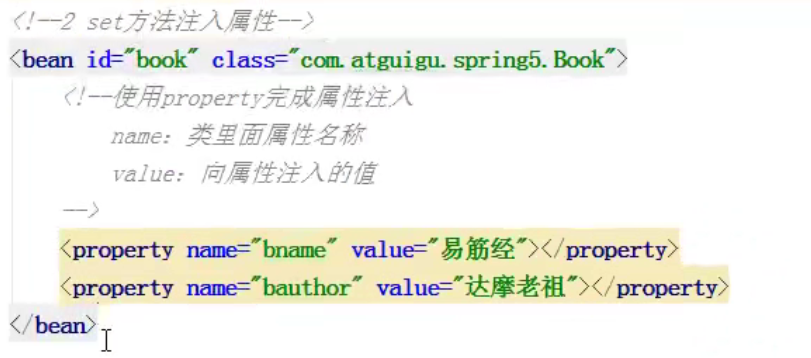 <!--2 set方法注入属性-->
<bean id="book" class="com.atguigu.spring5.Book">
<!--使用property完成属性注入
name：类里面属性名称
value：向属性注入的值
-->
<property name="bname" value="易筋经"></property>
<property name="bauthor" value="达摩老祖"></property>
</bean>